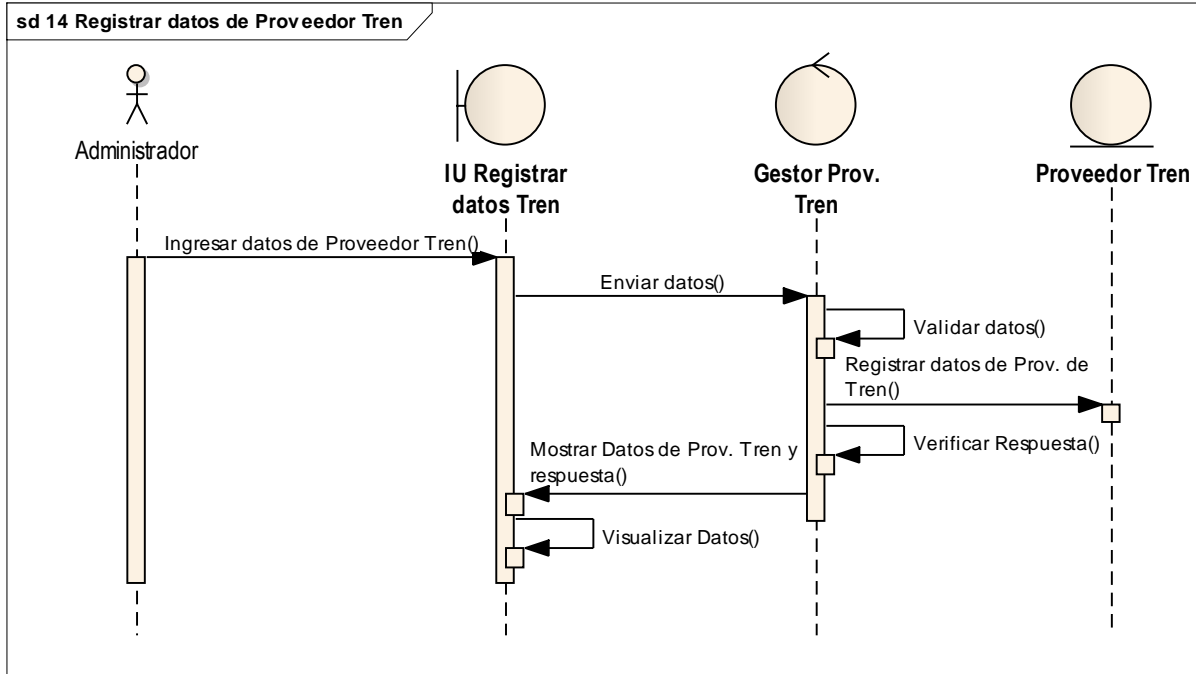 sd 14 Registrar datos de Proveedor Tren
Administrador
IU Registrar
datos Tren
Gestor Prov.
Tren
Proveedor Tren
Ingresar datos de Proveedor Tren()
Enviar datos()
Validar datos()
Registrar datos de Prov. de
Tren()
Verificar Respuesta()
Mostrar Datos de Prov. Tren y
respuesta()
Visualizar Datos()